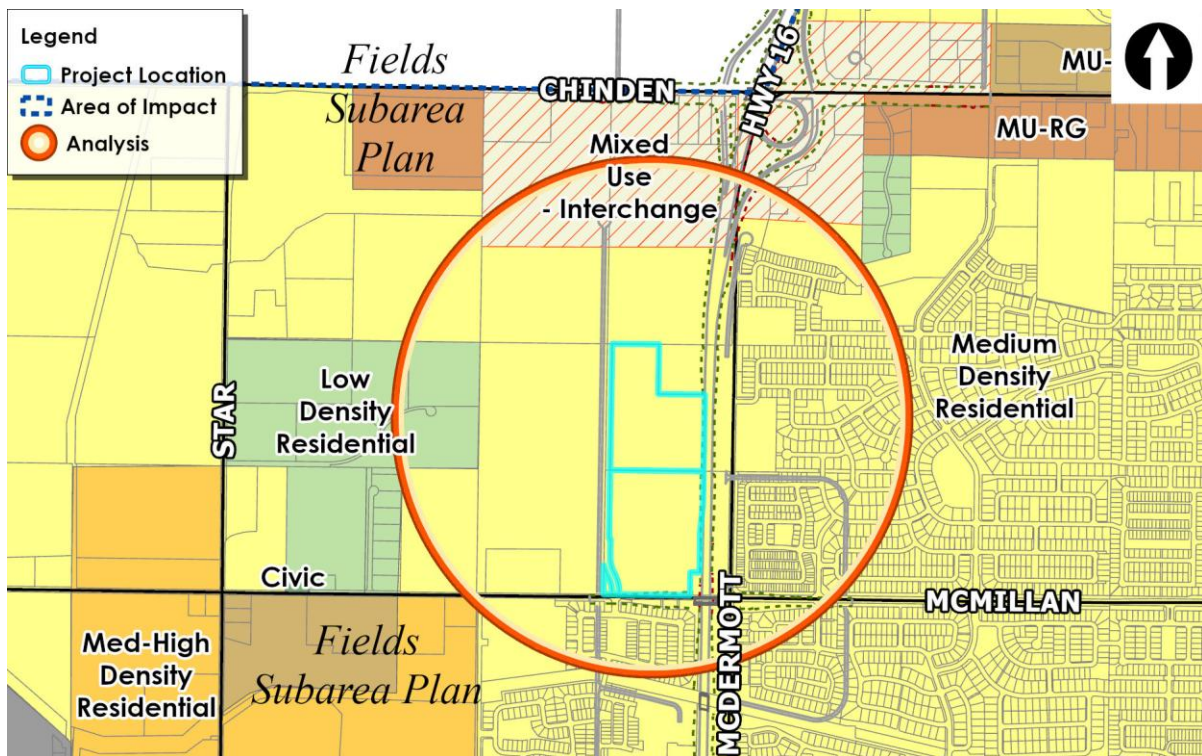 Legend
Project Location
Area of Impact
Analysis
Fields
Subarea
Plan
CHINDEN
HWY 16
MU-
MU-RG
Mixed
Use
- Interchange
STAR
Low
Density
Residential
Medium
Density
Residential
Civic
MCMILLAN
Med-High
Density
Residential
Fields
Subarea Plan
MCDERMOTT